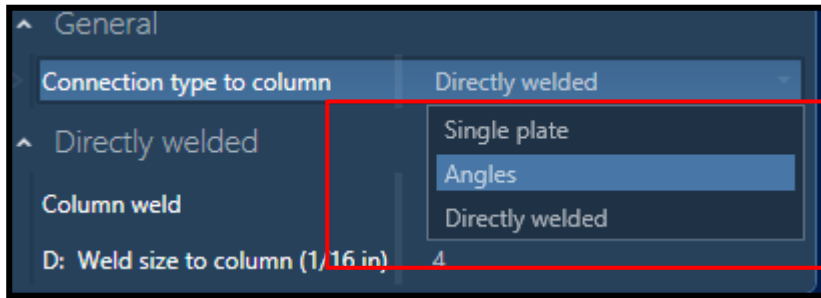 General
Connection type to column Directly welded
Single plate
Directly welded
Angles
Column weld
Directly welded
D: Weld size to column (1/16 in) 4